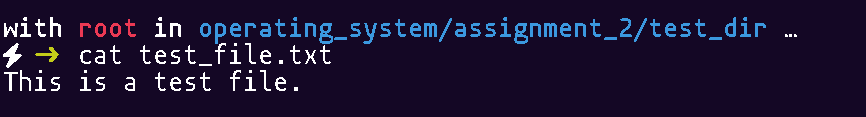 with root in operating_system/assignment_2/test_dir …
⚡ → cat test_file.txt
This is a test file.